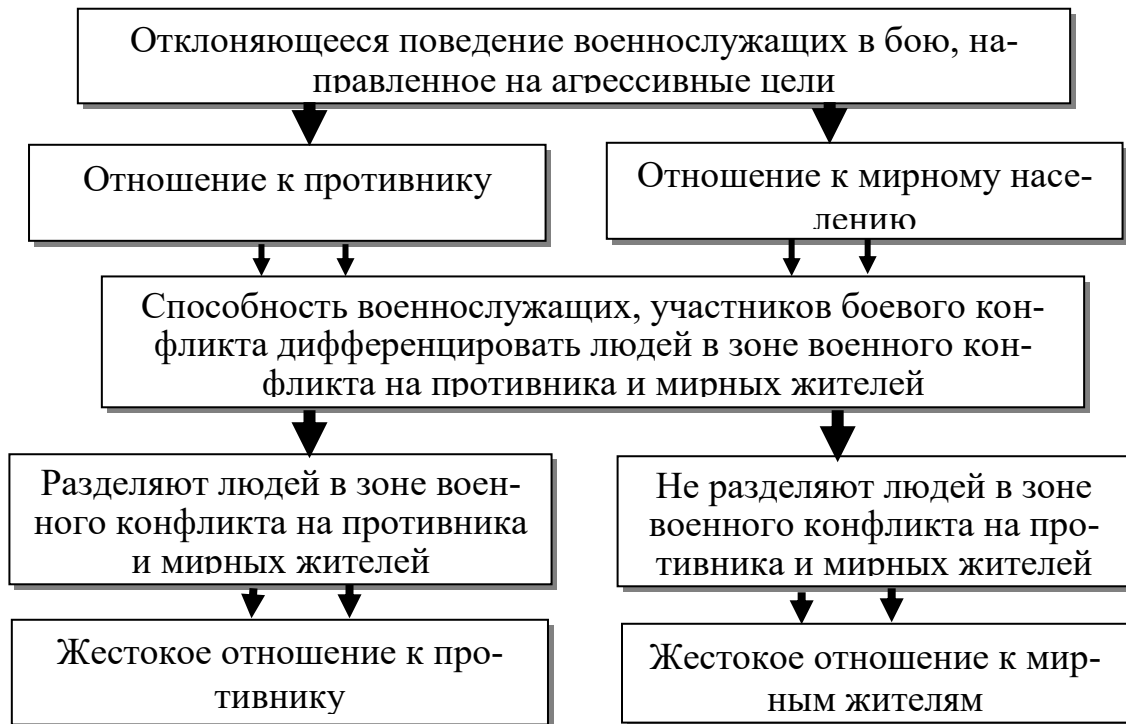 Отклоняющееся поведение военнослужащих в бою, на-
правленное на агрессивные цели
Отношение к противнику
Отношение к мирному насе-
лению
Способность военнослужащих, участников боевого кон-
фликта дифференцировать людей в зоне военного кон-
фликта на противника и мирных жителей
Разделяют людей в зоне воен-
ного конфликта на противника
и мирных жителей
Не разделяют людей в зоне
военного конфликта на про-
тивника и мирных жителей
Жестокое отношение к про-
тивнику
Жестокое отношение к мир-
ным жителям